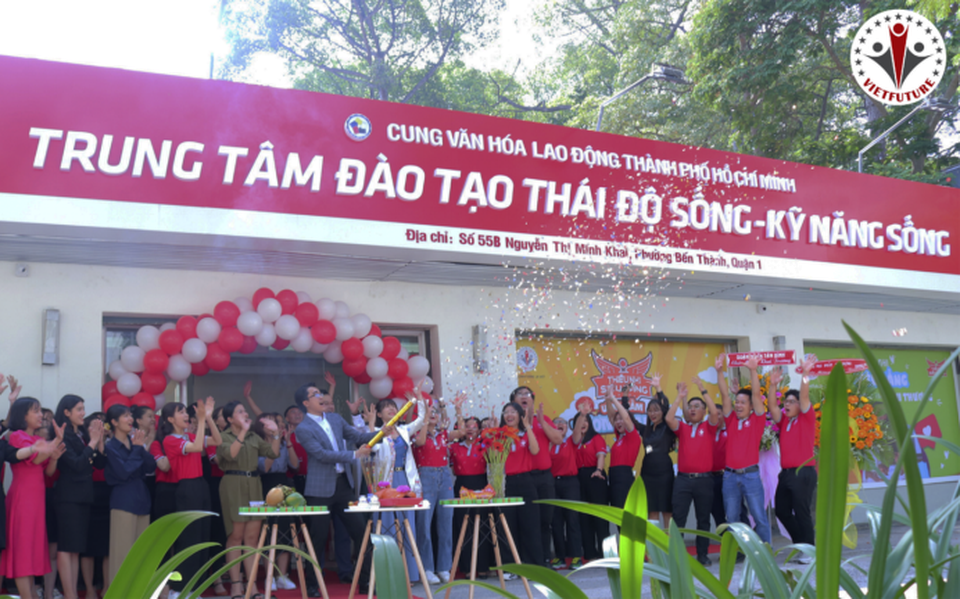 VIETFUTURE
CUNG VĂN HÓA LAO ĐỘNG THÀNH PHỐ HỒ CHÍ MINH
TRUNG TÂM ĐÀO TẠO THÁI ĐỘ SỐNG-KỸ NĂNG SỐNG
Địa chỉ: Số 55B Nguyễn Thị Minh Khai, Phường Bến Thành, Quận 1